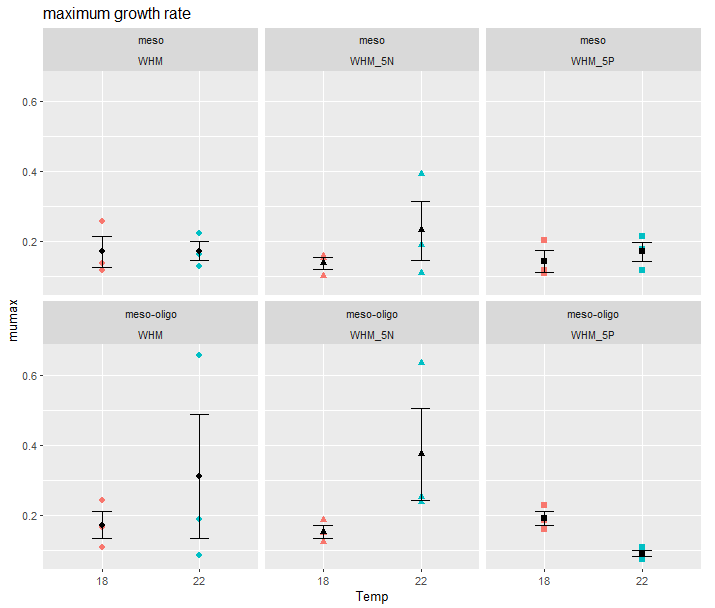 maximum growth rate
meso meso meso
WHM WHM_5N WHM_5P
0.6
0.4
0.2
mumax
meso-oligo meso-oligo meso-oligo
WHM WHM_5N WHM_5P
0.6
0.4
0.2
18 22 18 22 18 22
Temp